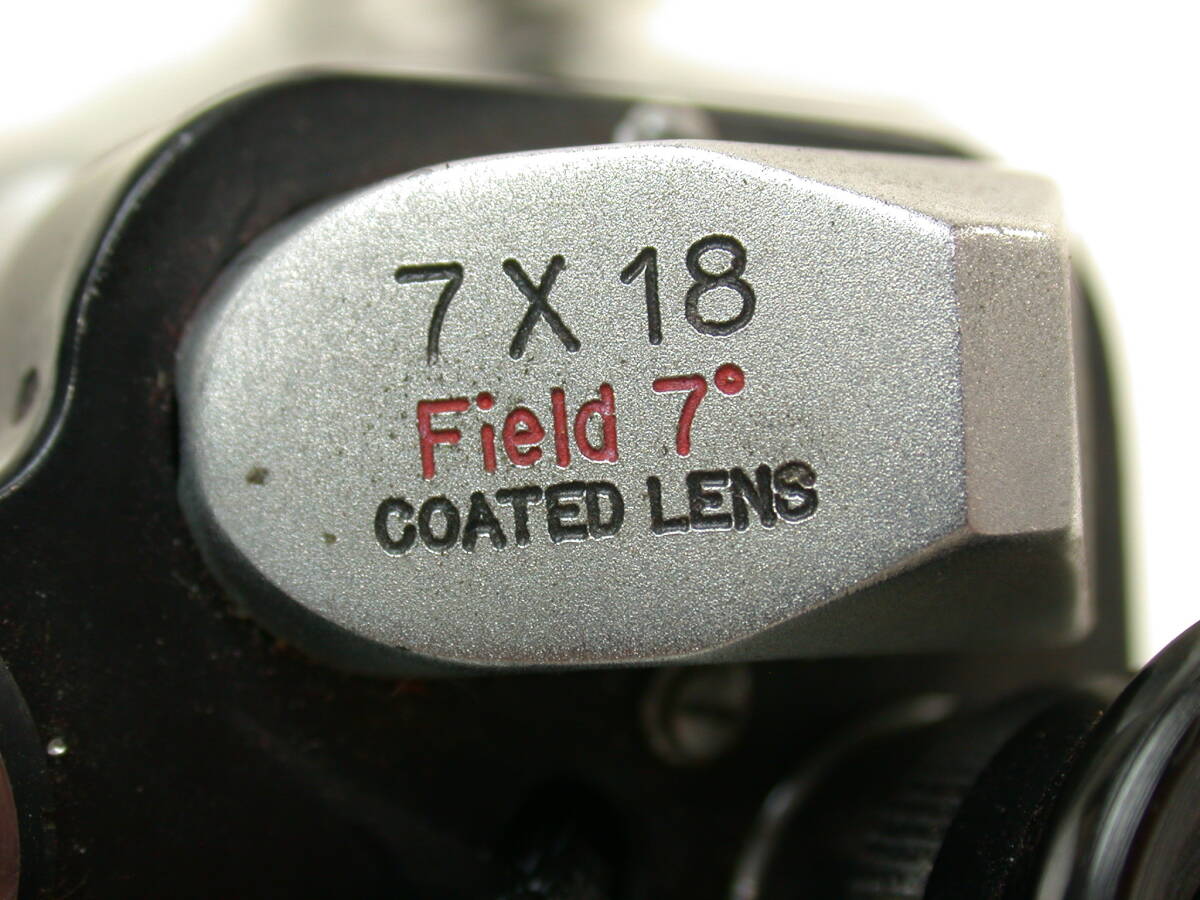 7 X 18
Field 7°
COATED LENS